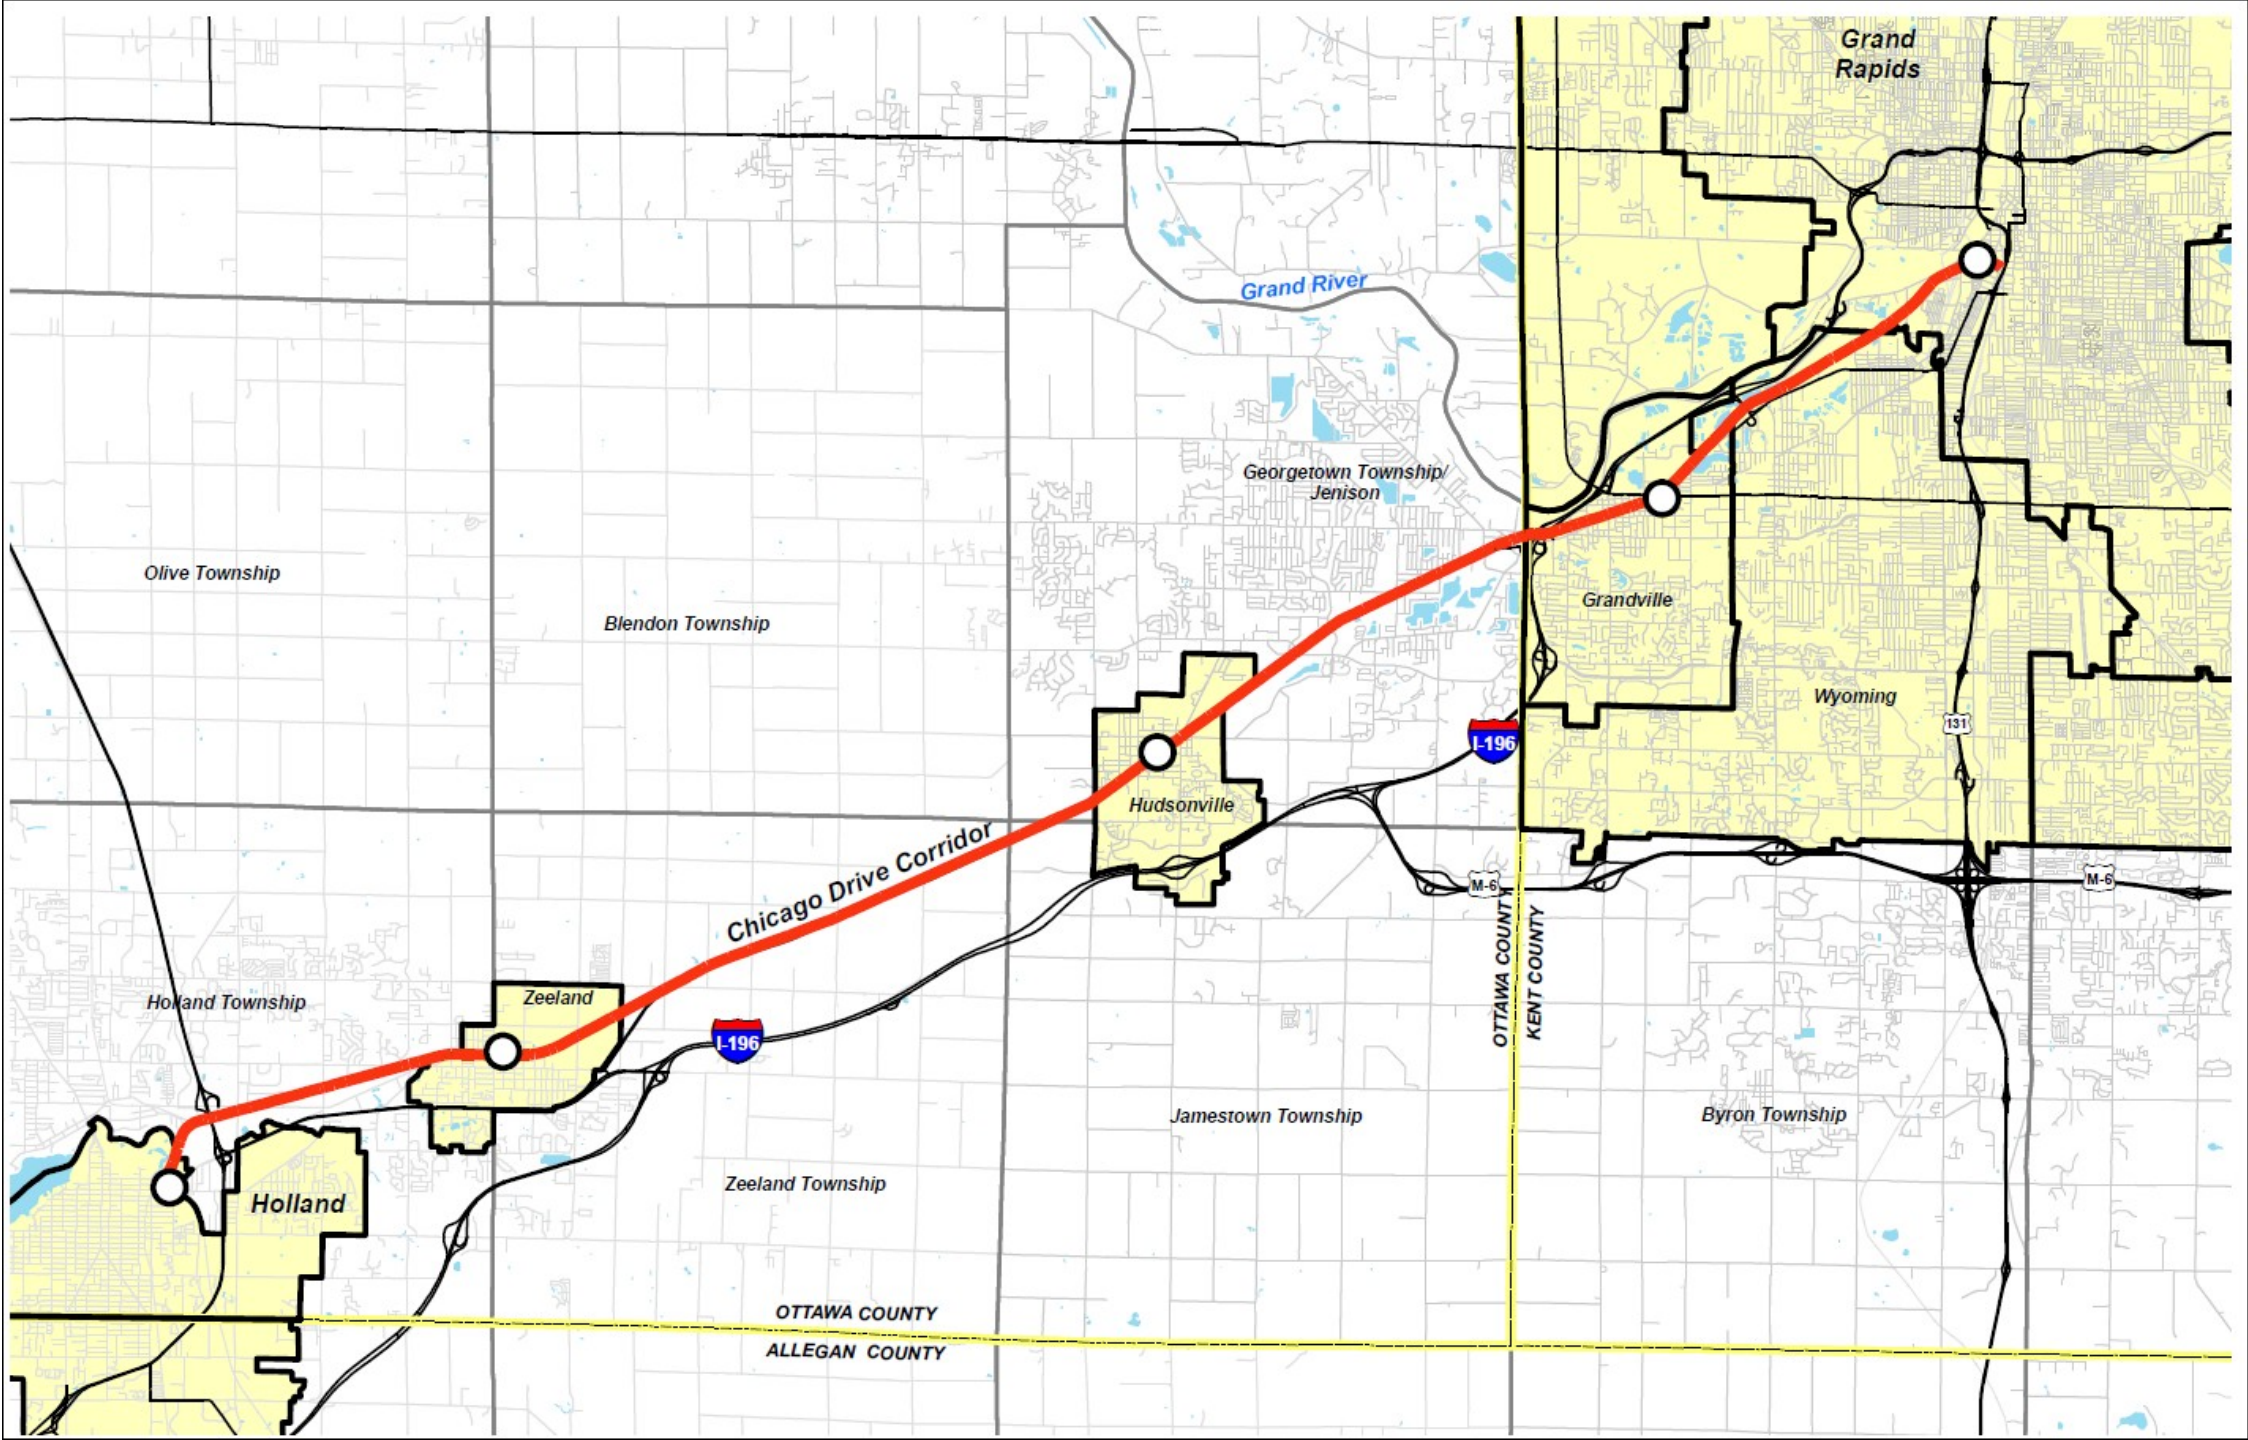 Grand
Rapids
Grand River
Georgetown Township/
Jenison
Olive Township
Blendon Township
Grandville
Wyoming
131
I-196
Hudsonville
Chicago Drive Corridor
M-6
M-6
OTTAWA COUNTY
KENT COUNTY
Zeeland
Holland Township
I-196
Jamestown Township
Byron Township
Zeeland Township
Holland
OTTAWA COUNTY
ALLEGAN COUNTY